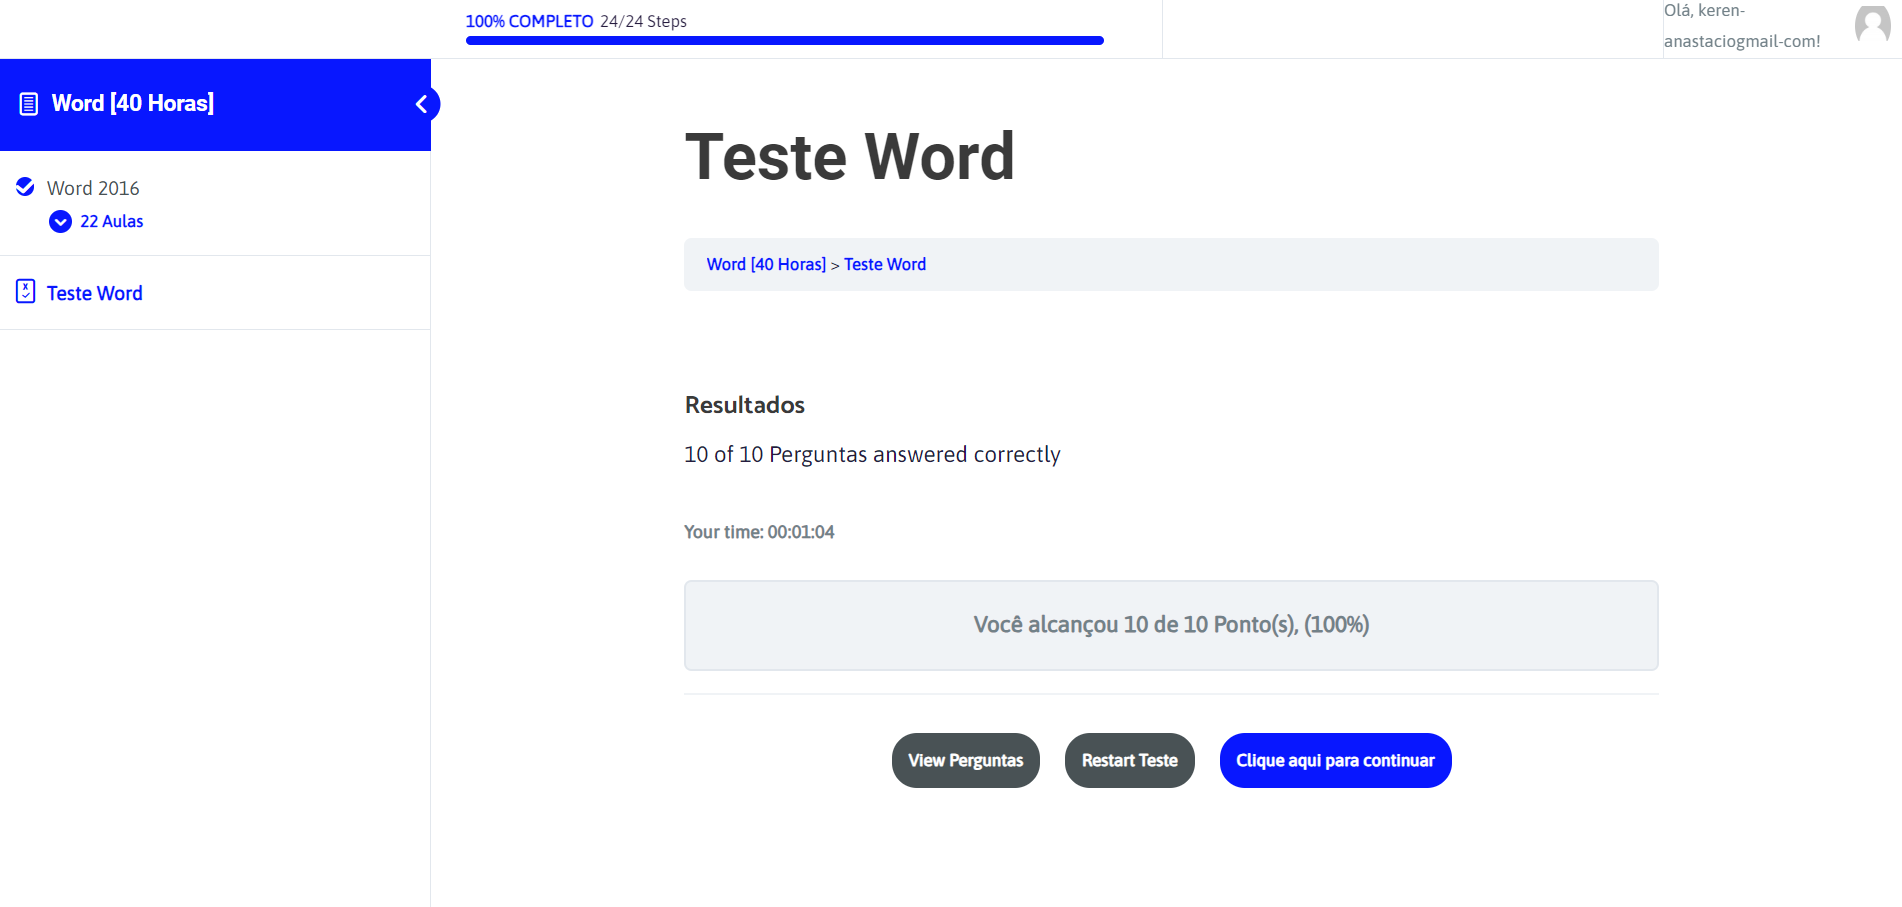 100% COMPLETO 24/24 Steps
Olá, keren-
anastaciogmail-com!
Word [40 Horas]
Word 2016
22 Aulas
Teste Word
Teste Word
Word [40 Horas] > Teste Word
Resultados
10 of 10 Perguntas answered correctly
Your time: 00:01:04
Você alcançou 10 de 10 Ponto(s), (100%)
View Perguntas
Restart Teste
Clique aqui para continuar